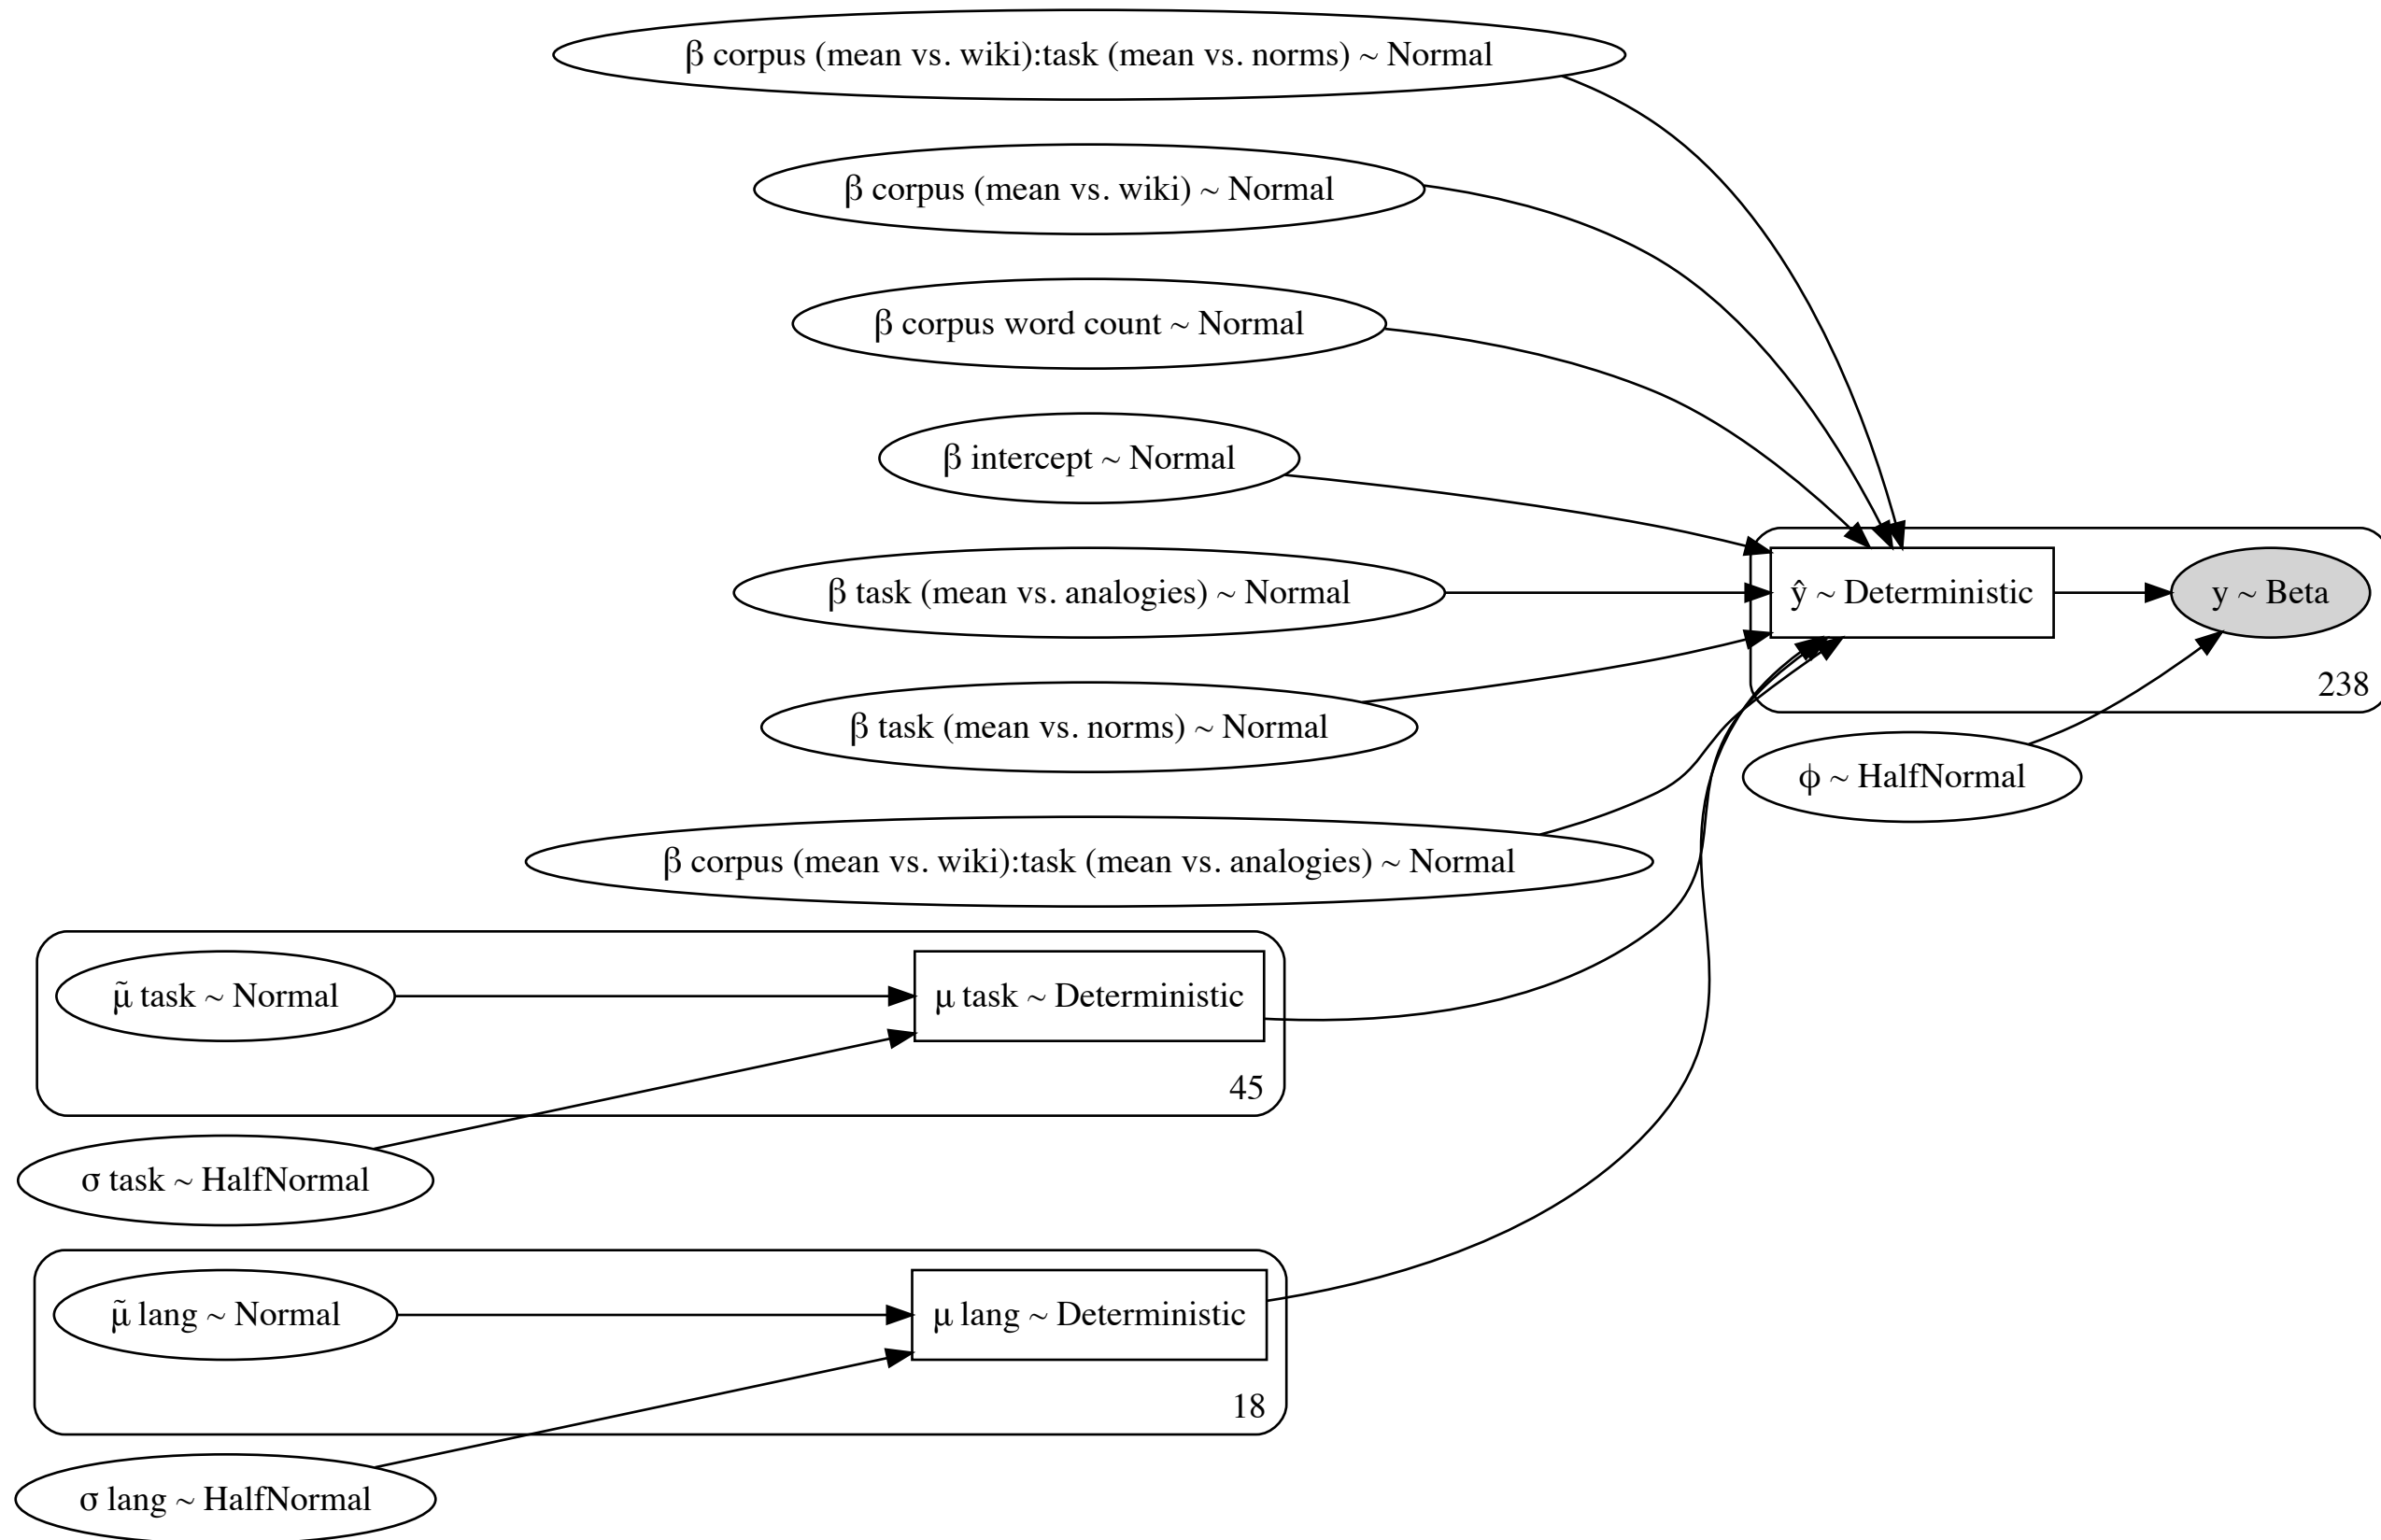 β corpus (mean vs. wiki):task (mean vs. norms) ~ Normal
β corpus (mean vs. wiki) ~ Normal
β corpus word count ~ Normal
β intercept ~ Normal
β task (mean vs. analogies) ~ Normal
ŷ ~ Deterministic
y ~ Beta
238
β task (mean vs. norms) ~ Normal
ϕ ~ HalfNormal
β corpus (mean vs. wiki):task (mean vs. analogies) ~ Normal
μ̃ task ~ Normal
μ task ~ Deterministic
45
σ task ~ HalfNormal
μ̃ lang ~ Normal
μ lang ~ Deterministic
18
σ lang ~ HalfNormal